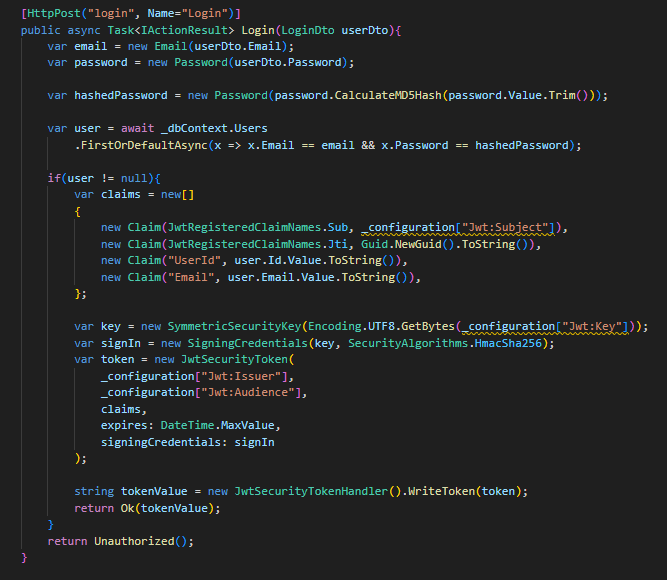 [HttpPost("login", Name="Login")]
public async Task<IActionResult> Login(LoginDto userDto){
var email = new Email(userDto.Email);
var password = new Password(userDto.Password);
var hashedPassword = new Password(password.CalculateMD5Hash(password.Value.Trim()));
var user = await _dbContext.Users
.FirstOrDefaultAsync(x => x.Email == email && x.Password == hashedPassword);
if(user != null){
var claims = new[]
{
new Claim(JwtRegisteredClaimNames.Sub, _configuration["Jwt:Subject"]),
new Claim(JwtRegisteredClaimNames.Jti, Guid.NewGuid().ToString()),
new Claim("UserId", user.Id.Value.ToString()),
new Claim("Email", user.Email.Value.ToString()),
};
var key = new SymmetricSecurityKey(Encoding.UTF8.GetBytes(_configuration["Jwt:Key"]));
var signIn = new SigningCredentials(key, SecurityAlgorithms.HmacSha256);
var token = new JwtSecurityToken(
_configuration["Jwt:Issuer"],
_configuration["Jwt:Audience"],
claims,
expires: DateTime.MaxValue,
signingCredentials: signIn
);
string tokenValue = new JwtSecurityTokenHandler().WriteToken(token);
return Ok(tokenValue);
}
return Unauthorized();
}